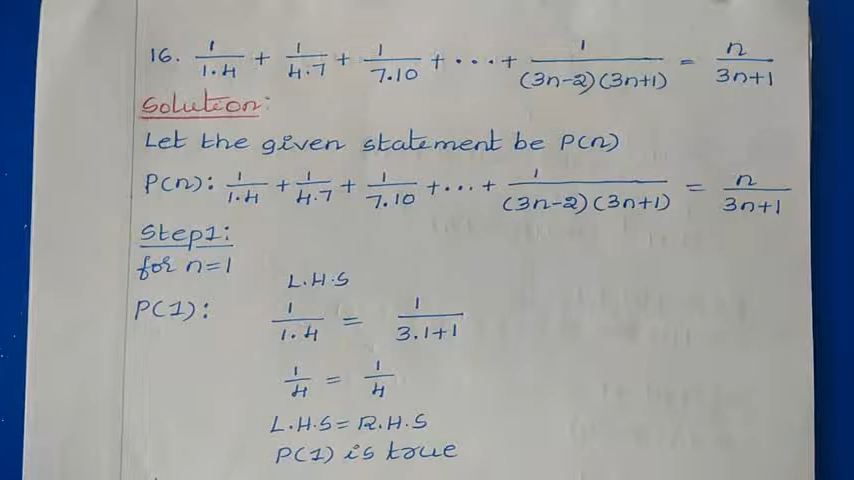 16. 1/1.4 + 1/4.7 + 1/7.10 + ... + 1/(3n-2)(3n+1) = n/3n+1
Solution:
Let the given statement be P(n)
P(n): 1/1.4 + 1/4.7 + 1/7.10 + ... + 1/(3n-2)(3n+1) = n/3n+1
Step1:
for n=1
L.H.S
P(1): 1/1.4 = 1/3.1+1
1/4 = 1/4
L.H.S = R.H.S
P(1) is true